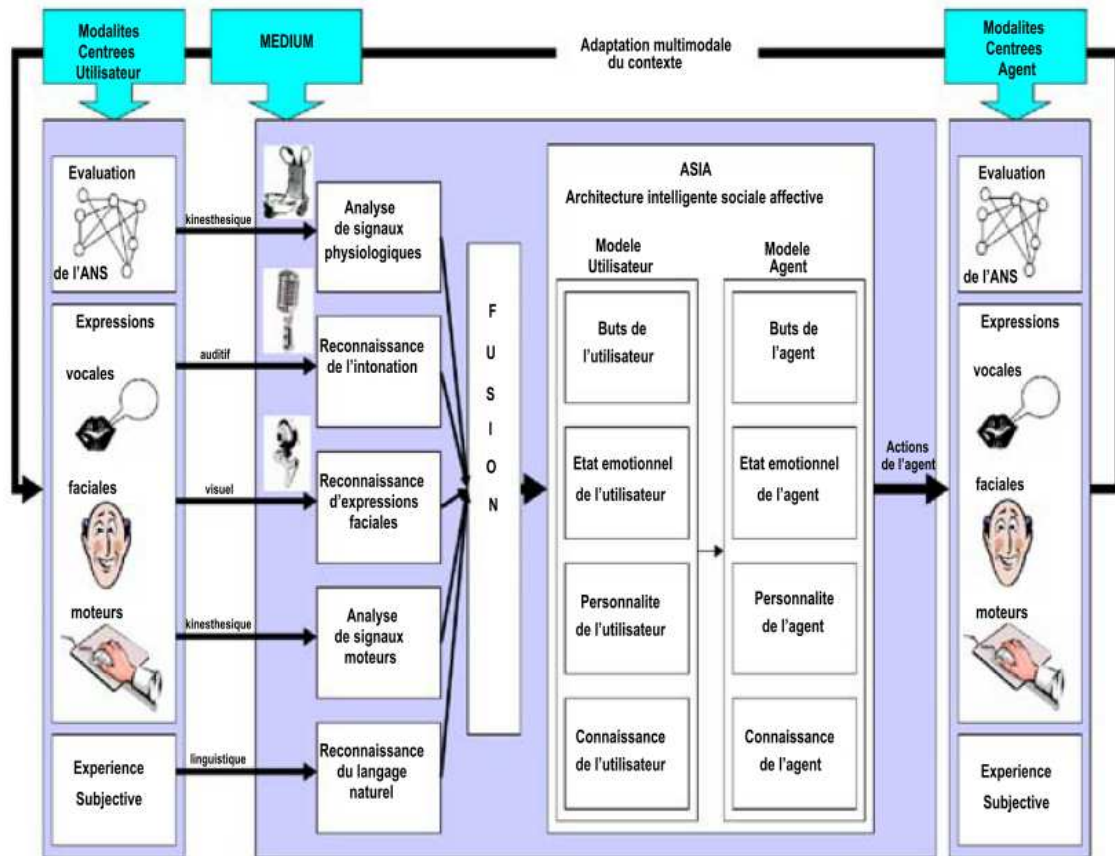 Modalites
Centrees
Utilisateur
MEDIUM
Adaptation multimodale
du contexte
Modalites
Centrees
Agent
Evaluation
de l'ANS
Expressions
vocales
faciales
moteurs
Experience
Subjective
kinesthesique
auditif
visuel
kinesthesique
linguistique
Analyse
de signaux
physiologiques
Reconnaissance
de l'intonation
Reconnaissance
d'expressions
faciales
Analyse
de signaux
moteurs
Reconnaissance
du langage
naturel
F
U
S
I
O
N
ASIA
Architecture intelligente sociale affective
Modele
Utilisateur
Buts de
l'utilisateur
Etat emotionnel
de l'utilisateur
Personnalite
de l'utilisateur
Connaissance
de l'utilisateur
Modele
Agent
Buts de
l'agent
Etat emotionnel
de l'agent
Personnalite
de l'agent
Connaissance
de l'agent
Actions
de l'agent
Evaluation
de l'ANS
Expressions
vocales
faciales
moteurs
Experience
Subjective